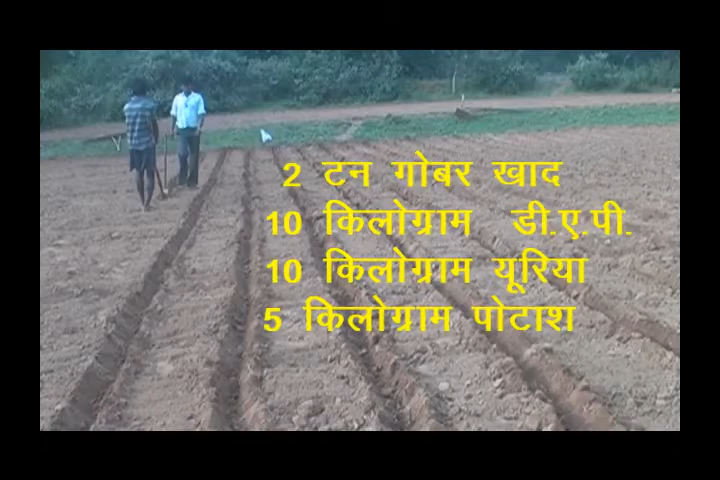 2 टन गोबर खाद
10 किलोग्राम डी.ए.पी.
10 किलोग्राम यूरिया
5 किलोग्राम पोटाश